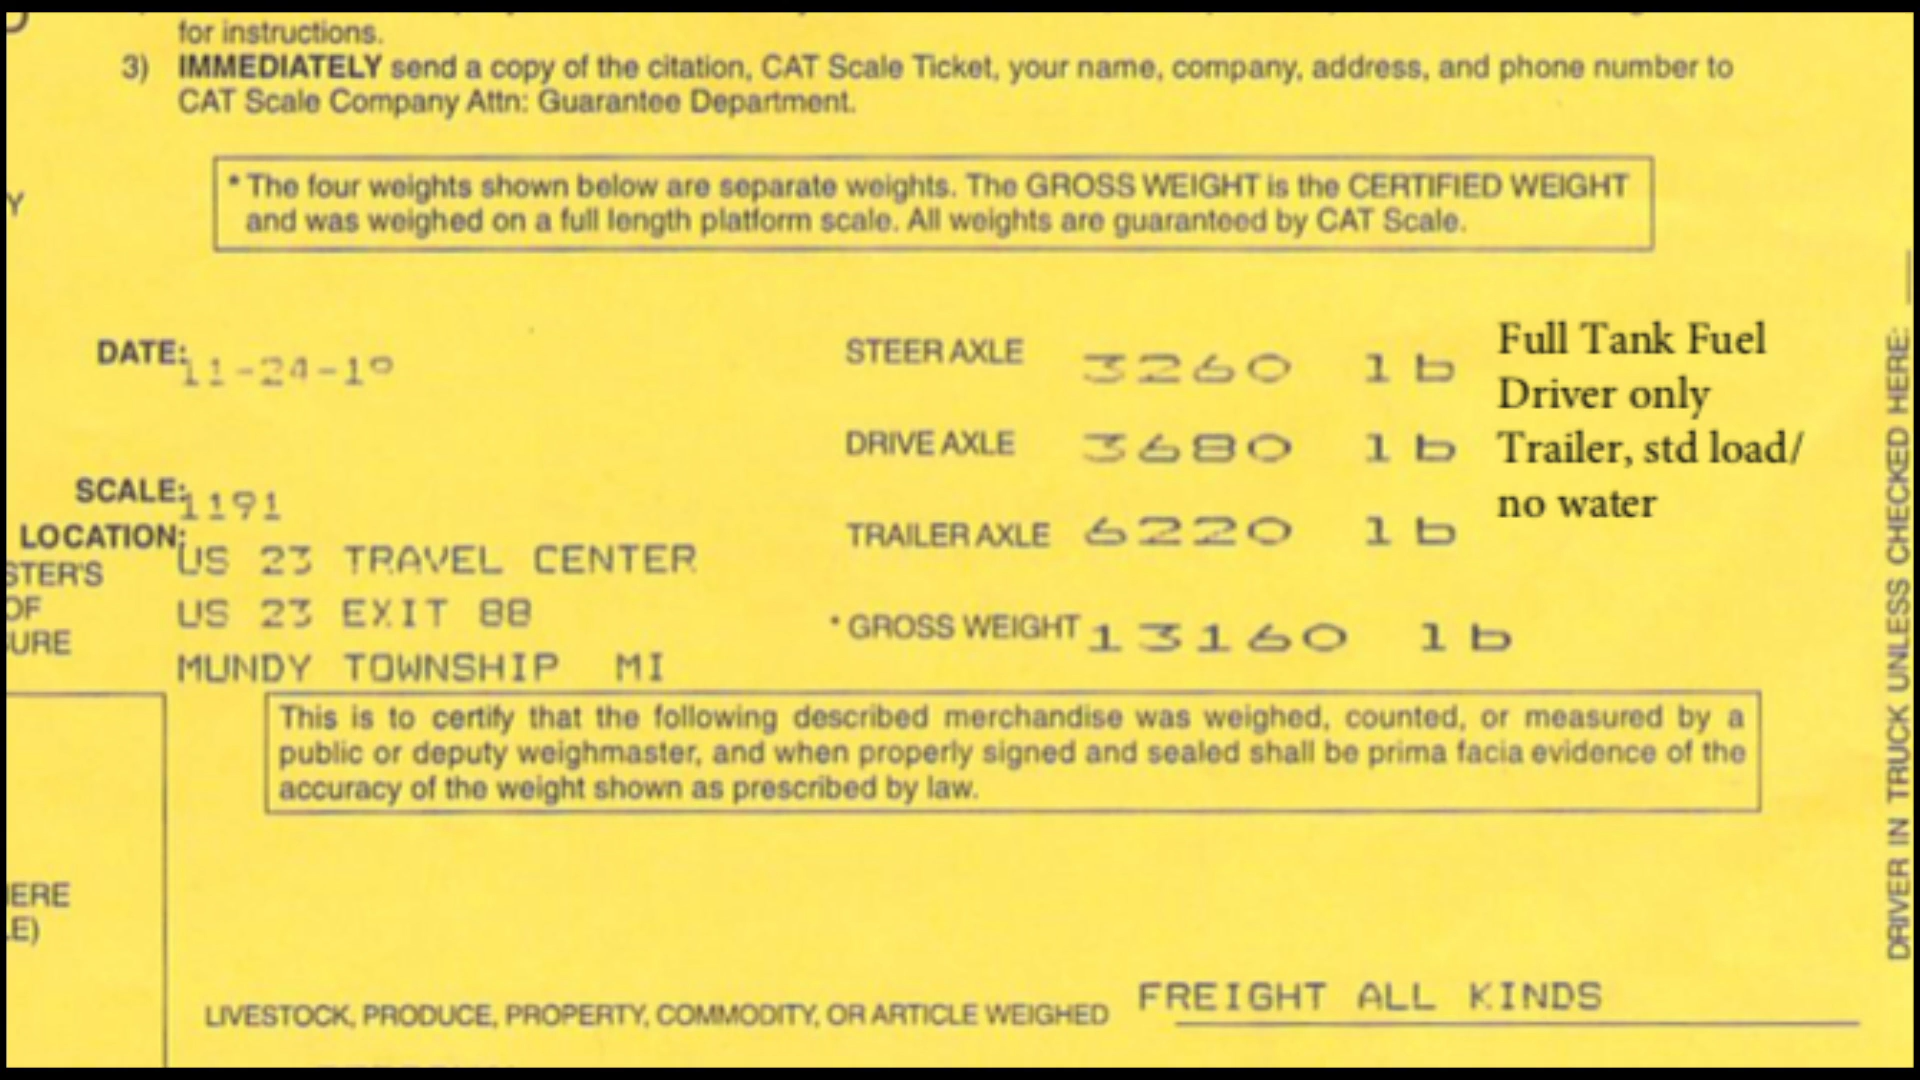 for instructions.
3) IMMEDIATELY send a copy of the citation, CAT Scale Ticket, your name, company, address, and phone number to
CAT Scale Company Attn: Guarantee Department.
* The four weights shown below are separate weights. The GROSS WEIGHT is the CERTIFIED WEIGHT
and was weighed on a full length platform scale. All weights are guaranteed by CAT Scale.
Y
DATE: 11-24-1
SCALE: 1191
LOCATION: US 23 TRAVEL CENTER
US 23 EXIT 88
MUNDY TOWNSHIP MI
STER'S
OF
URE
STEER AXLE 3260 lb
DRIVE AXLE 3680 lb
TRAILER AXLE 6220 lb
* GROSS WEIGHT 13160 lb
Full Tank Fuel
Driver only
Trailer, std load/
no water
This is to certify that the following described merchandise was weighed, counted, or measured by a
public or deputy weighmaster, and when properly signed and sealed shall be prima facia evidence of the
accuracy of the weight shown as prescribed by law.
ERE
E)
LIVESTOCK, PRODUCE, PROPERTY, COMMODITY, OR ARTICLE WEIGHED FREIGHT ALL KINDS
DRIVER IN TRUCK UNLESS CHECKED HERE: